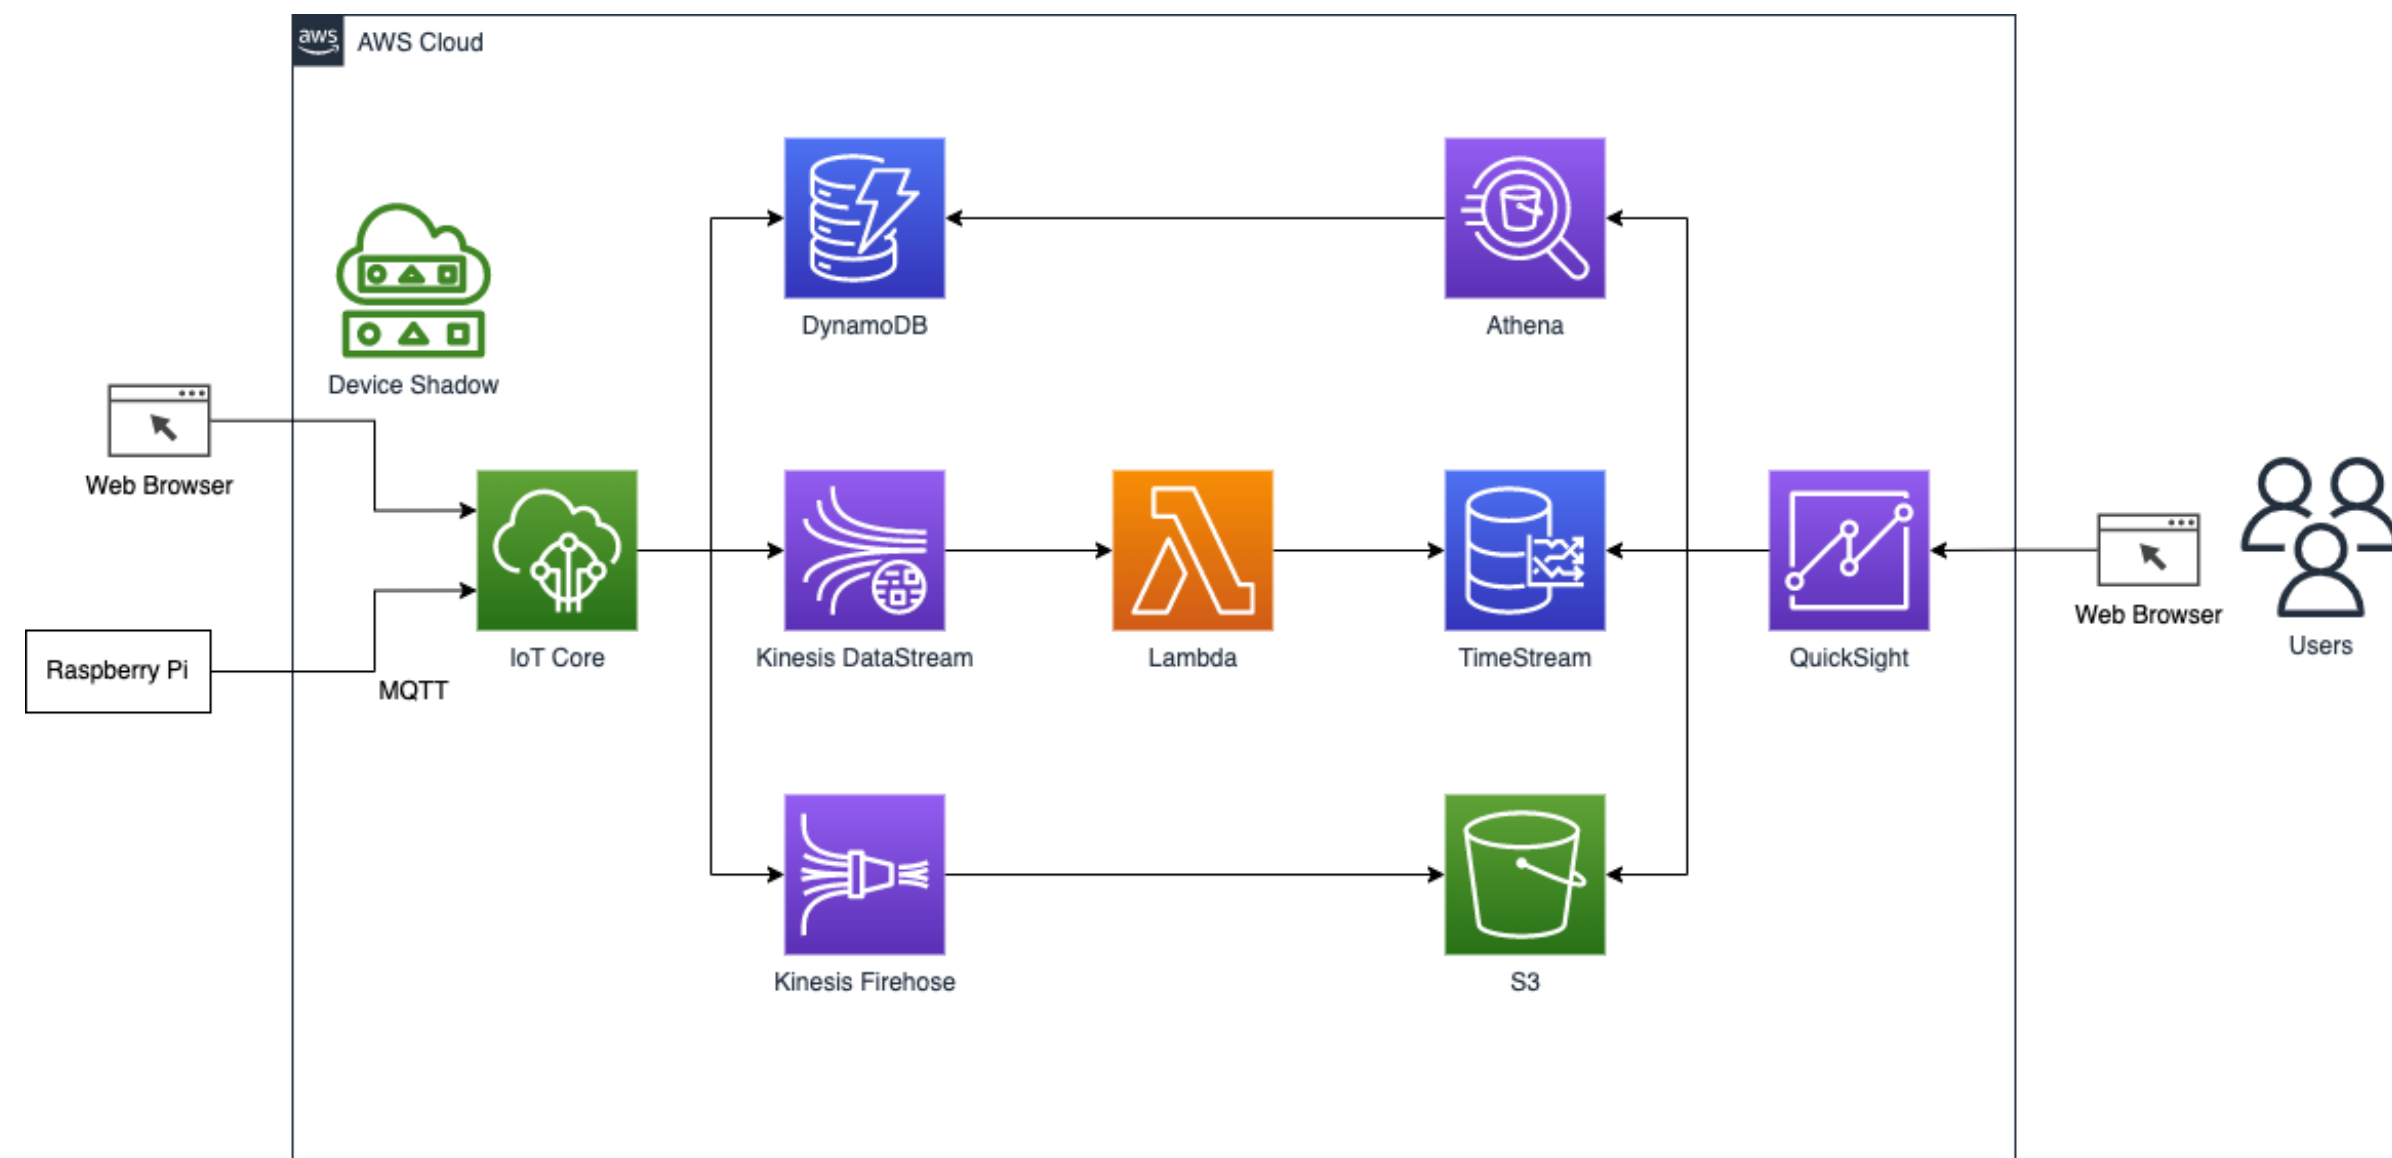 aws
AWS Cloud
DynamoDB
Athena
Device Shadow
Web Browser
IoT Core
Kinesis DataStream
Lambda
TimeStream
QuickSight
Web Browser
Users
Raspberry Pi
MQTT
Kinesis Firehose
S3